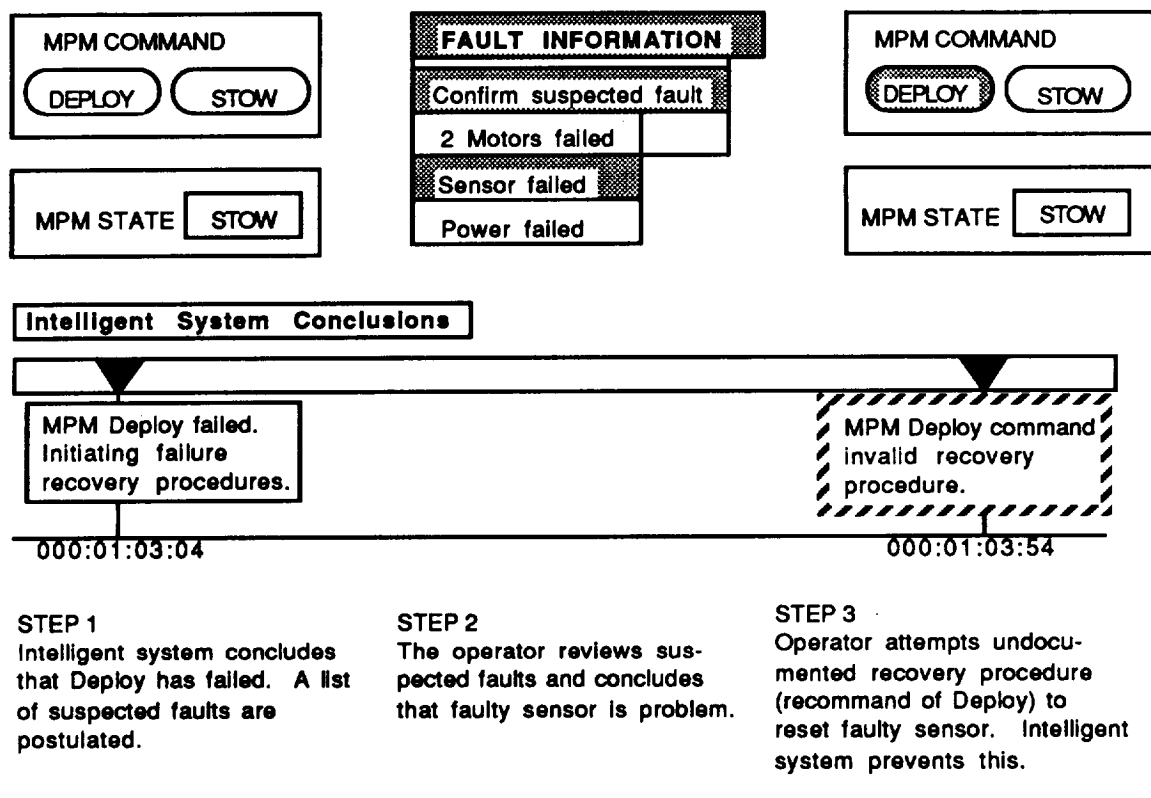 MPM COMMAND
DEPLOY
STOW
MPM STATE
STOW
FAULT INFORMATION
Confirm suspected fault
2 Motors failed
Sensor failed
Power failed
MPM COMMAND
DEPLOY
STOW
MPM STATE
STOW
Intelligent System Conclusions
MPM Deploy failed.
Initiating failure
recovery procedures.
MPM Deploy command
invalid recovery
procedure.
000:01:03:04
000:01:03:54
STEP 1
Intelligent system concludes
that Deploy has failed. A list
of suspected faults are
postulated.
STEP 2
The operator reviews sus-
pected faults and concludes
that faulty sensor is problem.
STEP 3
Operator attempts undocu-
mented recovery procedure
(recommand of Deploy) to
reset faulty sensor. Intelligent
system prevents this.